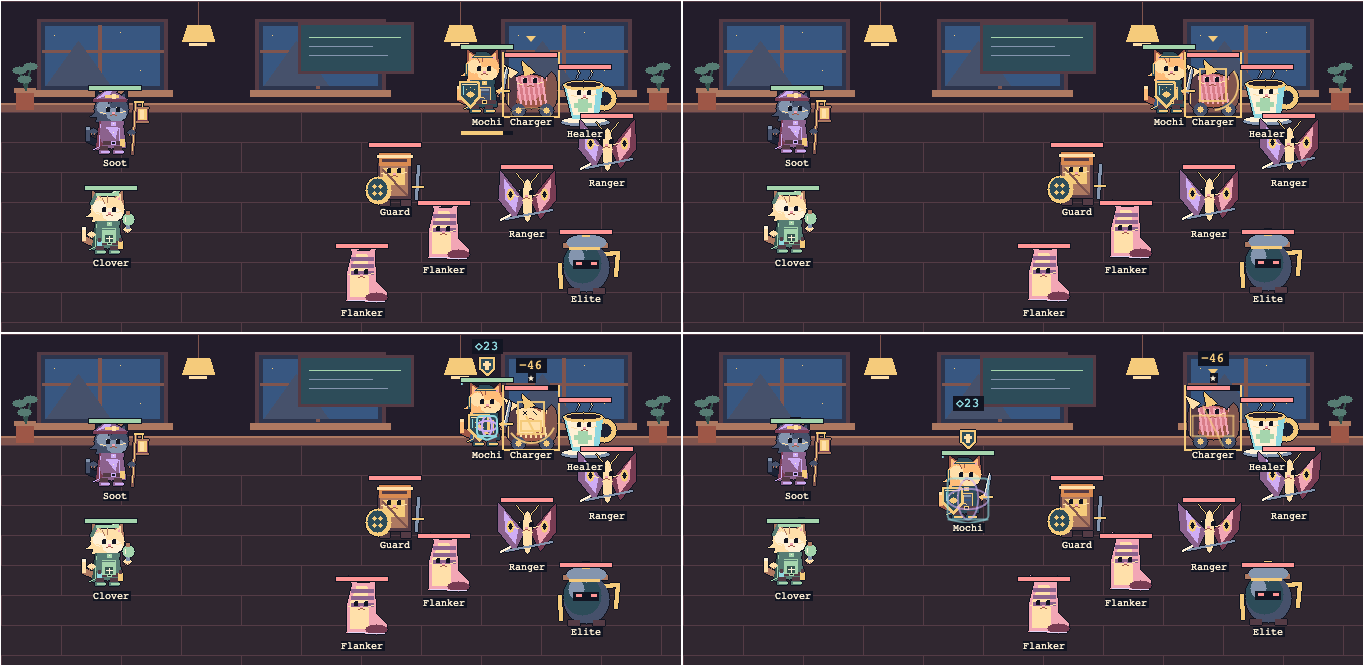 Mochi
Charger
Healer
Soot
Ranger
Guard
Ranger
Clover
Flanker
Elite
Flanker
Mochi
Charger
Healer
Soot
Ranger
Guard
Ranger
Clover
Flanker
Elite
Flanker
◇23
-46
Mochi
Charger
Healer
Soot
Ranger
Guard
Ranger
Clover
Flanker
Elite
Flanker
-46
◇23
Charger
Healer
Soot
Ranger
Mochi
Guard
Ranger
Clover
Flanker
Elite
Flanker